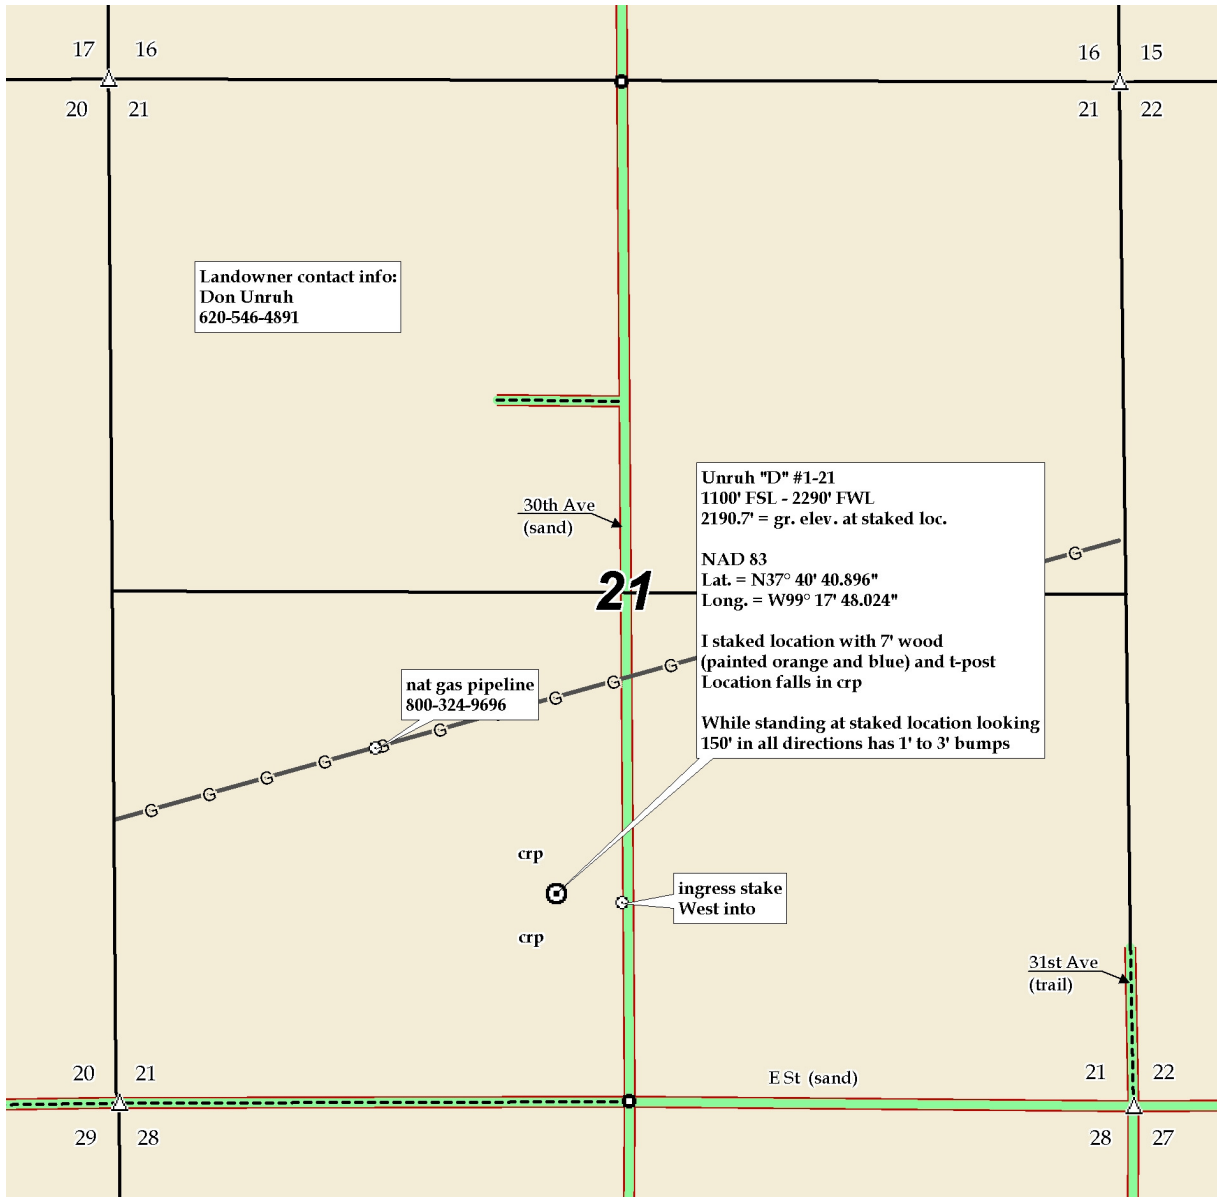 17 16
16 15
20 21
21 22
Landowner contact info:
Don Unruh
620-546-4891
30th Ave
(sand)
Unruh "D" #1-21
1100' FSL - 2290' FWL
2190.7' = gr. elev. at staked loc.
NAD 83
Lat. = N37° 40' 40.896"
Long. = W99° 17' 48.024"
I staked location with 7' wood
(painted orange and blue) and t-post
Location falls in crp
While standing at staked location looking
150' in all directions has 1' to 3' bumps
G
21
G
G
G
nat gas pipeline
800-324-9696
G
G
G
G
G
G
crp
ingress stake
West into
crp
31st Ave
(trail)
20 21
E St (sand)
21 22
29 28
28 27